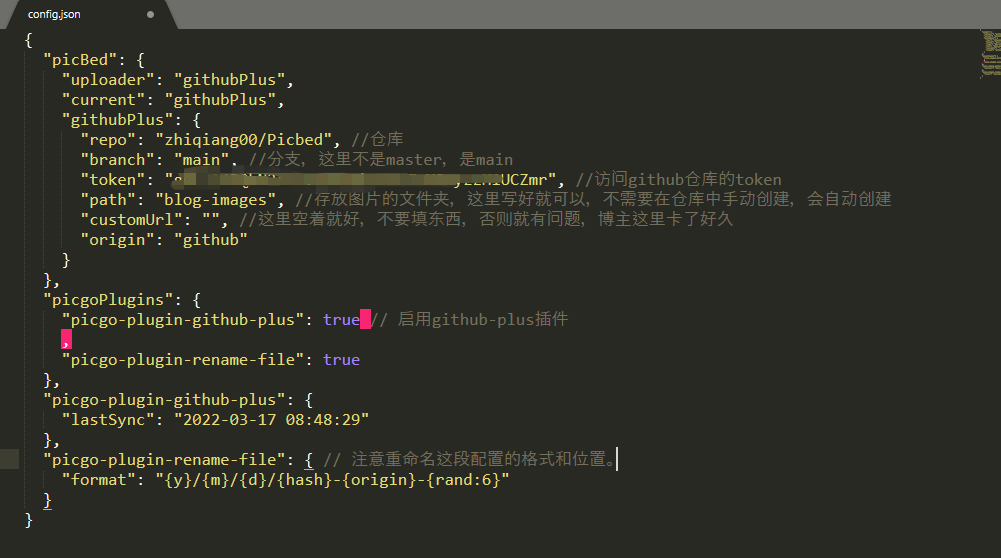 config.json
{
"picBed": {
"uploader": "githubPlus",
"current": "githubPlus",
"githubPlus": {
"repo": "zhiqiang00/Picbed", //仓库
"branch": "main", //分支, 这里不是master, 是main
"token": " UCZmr", //访问github仓库的token
"path": "blog-images", //存放图片的文件夹, 这里写好就可以, 不需要在仓库中手动创建, 会自动创建
"customUrl": "", //这里空着就好, 不要填东西, 否则就有问题, 博主这里卡了好久
"origin": "github"
}
},
"picgoPlugins": {
"picgo-plugin-github-plus": true // 启用github-plus插件
,
"picgo-plugin-rename-file": true
},
"picgo-plugin-github-plus": {
"lastSync": "2022-03-17 08:48:29"
},
"picgo-plugin-rename-file": { // 注意重命名这段配置的格式和位置。
"format": "{y}/{m}/{d}/{hash}-{origin}-{rand:6}"
}
}